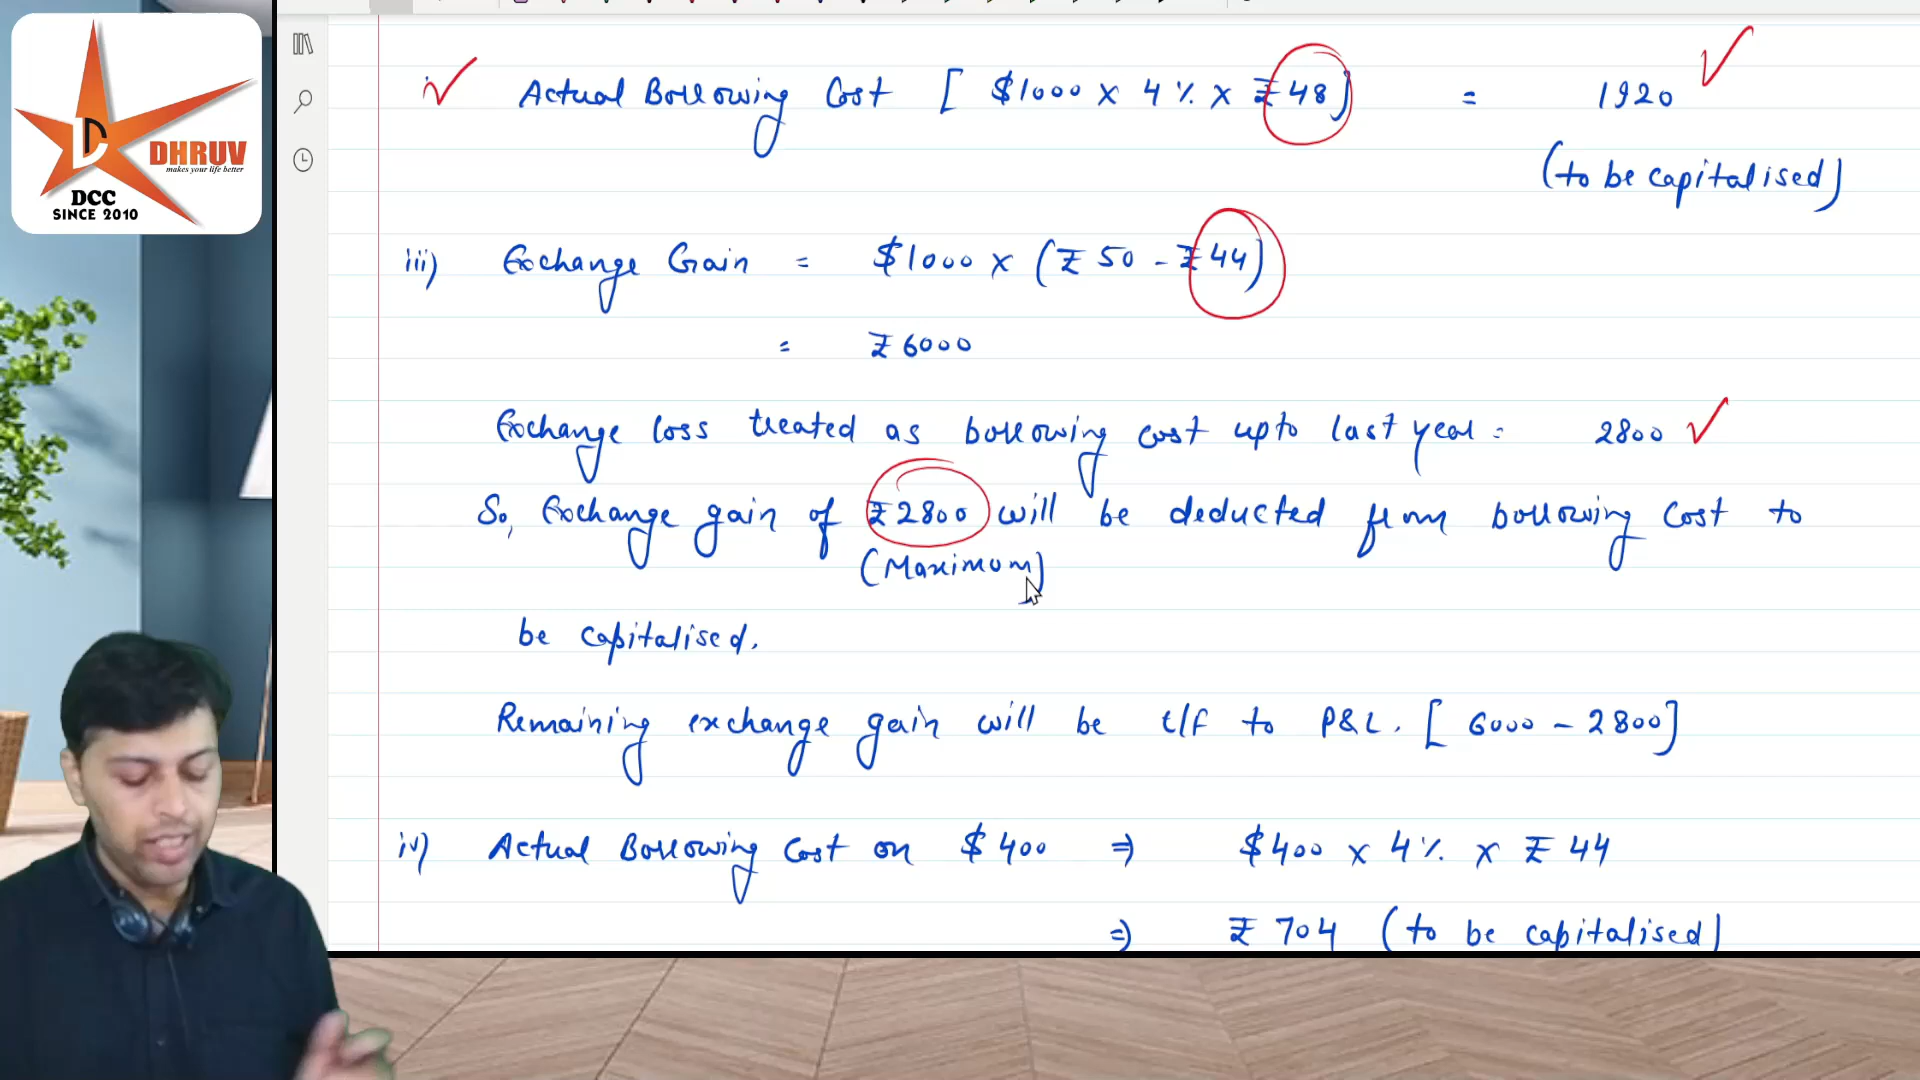 DC
DHRUV
makes your life better
DCC
SINCE 2010
Actual Borrowing Cost [ $1000 x 4% x ₹48] = 1920
(to be capitalised)
iii) Exchange Gain = $1000 x (₹50 - ₹44)
= ₹6000
Exchange loss treated as borrowing cost upto last year = 2800
So, Exchange gain of ₹2800 will be deducted from borrowing cost to
(Maximum)
be capitalised.
Remaining exchange gain will be t/f to P&L. [6000 - 2800]
iv) Actual Borrowing Cost on $400 ⇒ $400 x 4% x ₹44
⇒ ₹704 (to be capitalised)